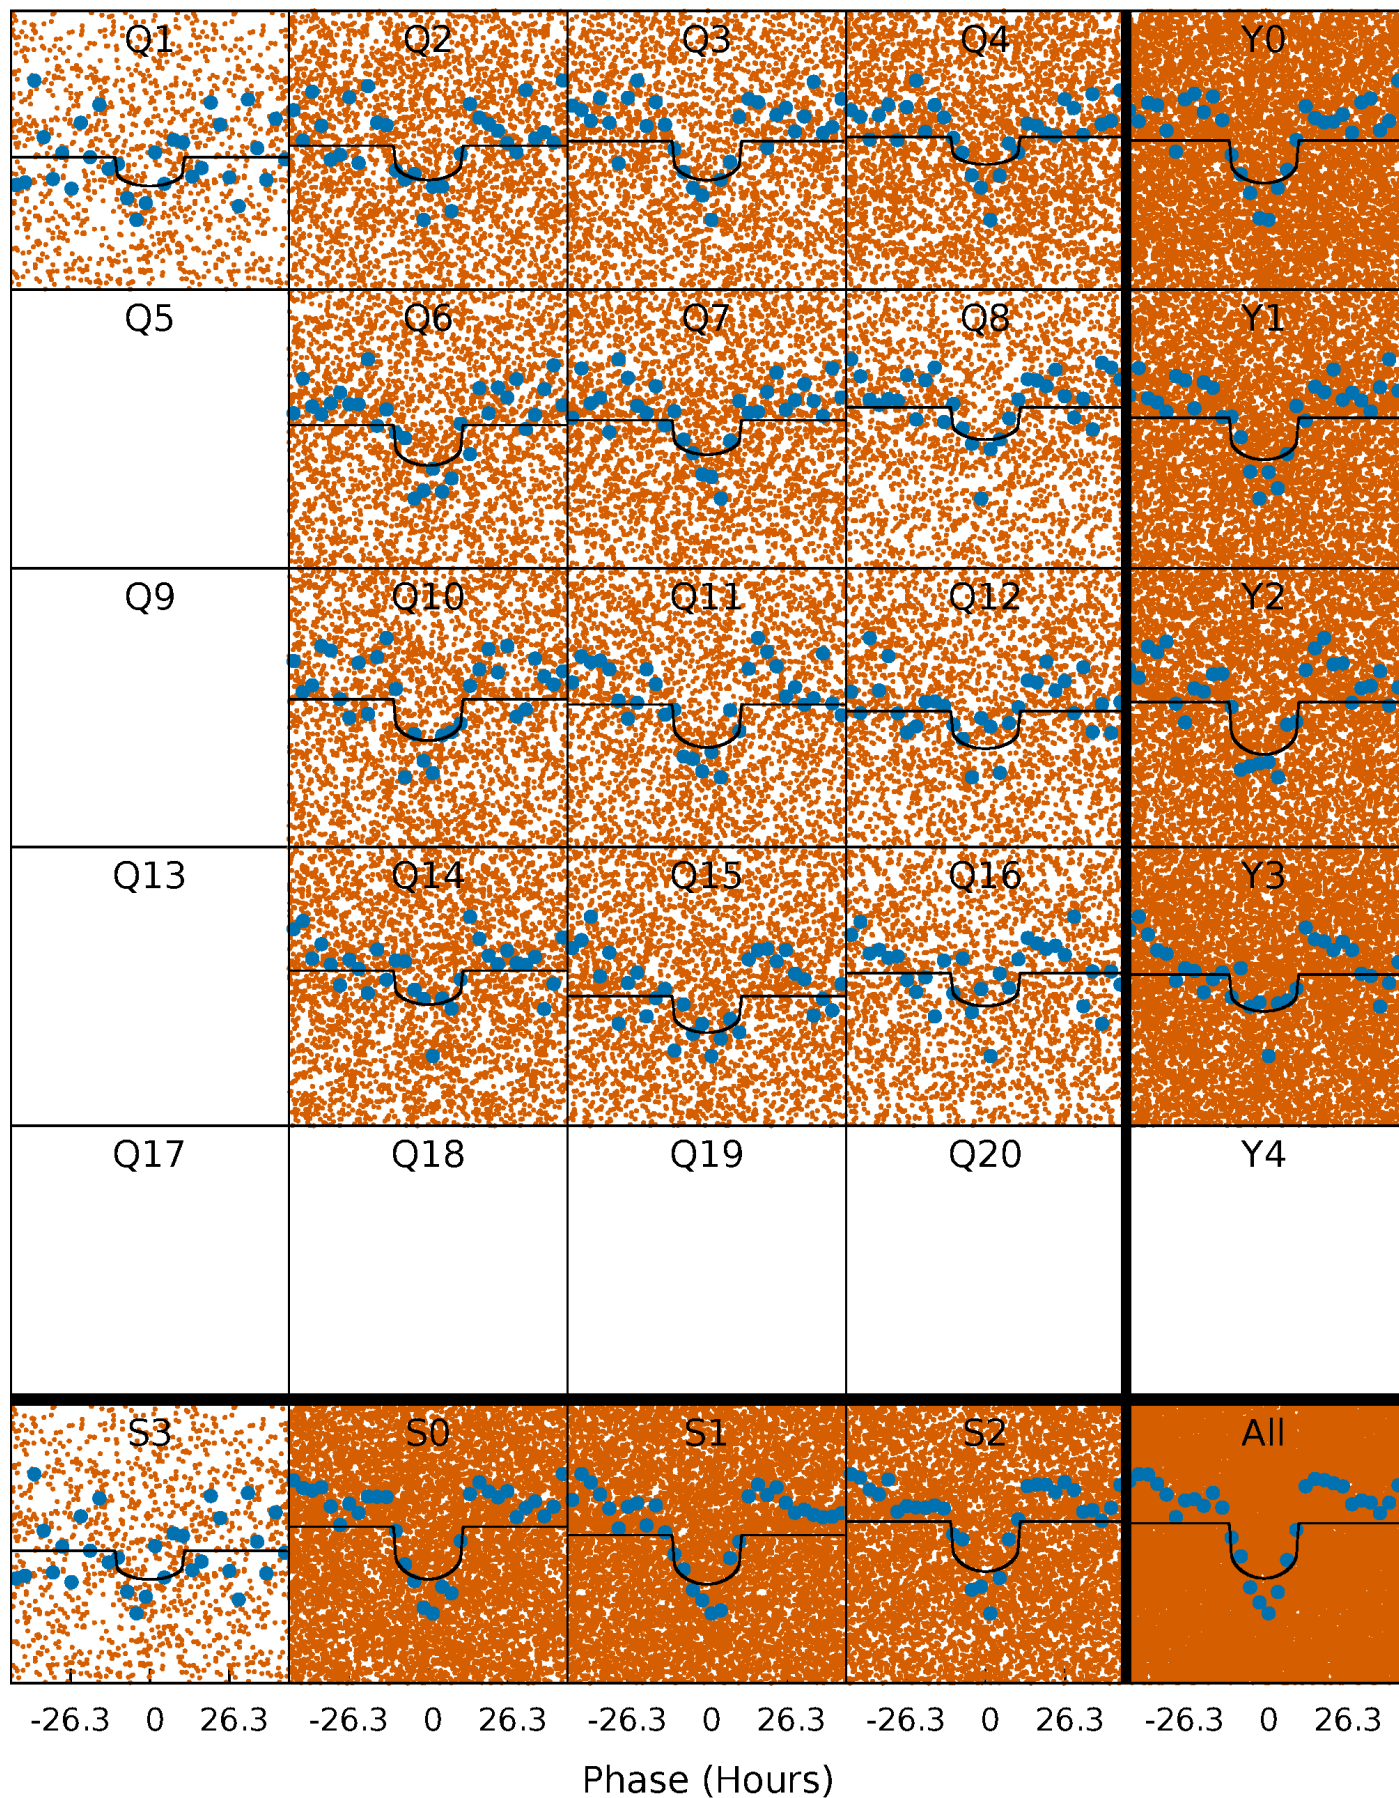 Q1 Q2 Q3 Q4 Y0
Q5 Q6 Q7 Q8 Y1
Q9 Q10 Q11 Q12 Y2
Q13 Q14 Q15 Q16 Y3
Q17 Q18 Q19 Q20 Y4
S3 S0 S1 S2 All
-26.3 0 26.3 -26.3 0 26.3 -26.3 0 26.3 -26.3 0 26.3 -26.3 0 26.3
Phase (Hours)